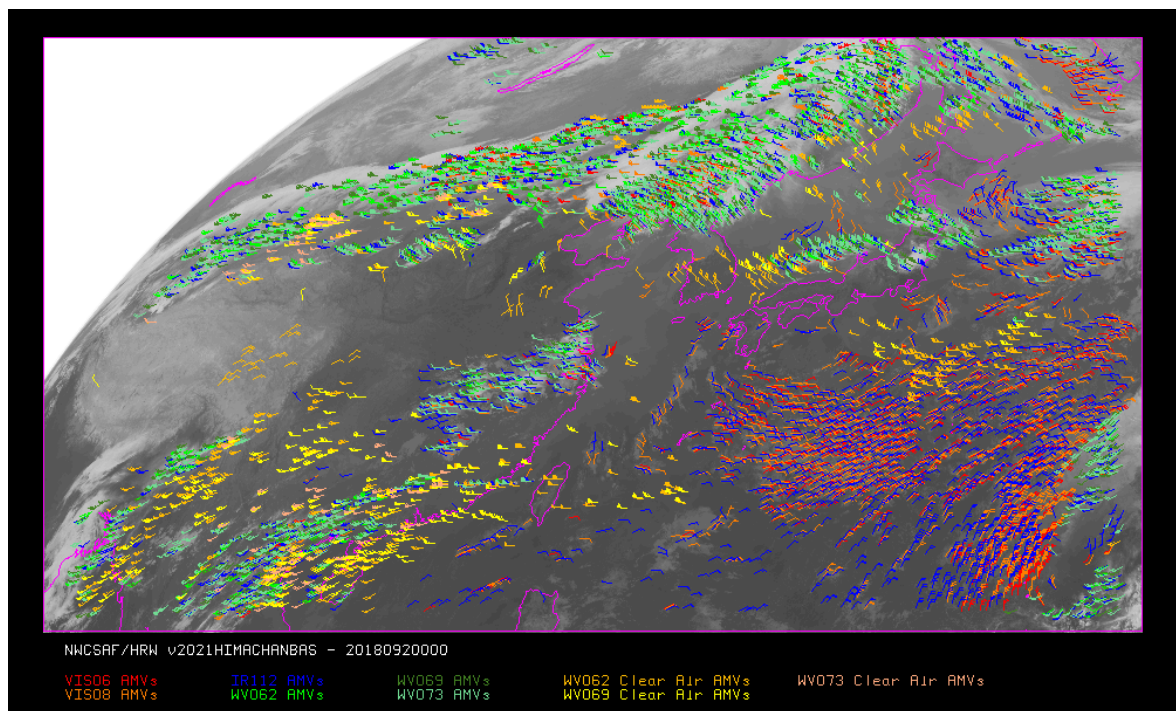 NWCSAF/HRW v2021HIMACHANBAS - 20180920000
VIS06 AMVs IR112 AMVs WV069 AMVs WV062 Clear Air AMVs WV073 Clear Air AMVs
VIS08 AMVs WV062 AMVs WV073 AMVs WV069 Clear Air AMVs